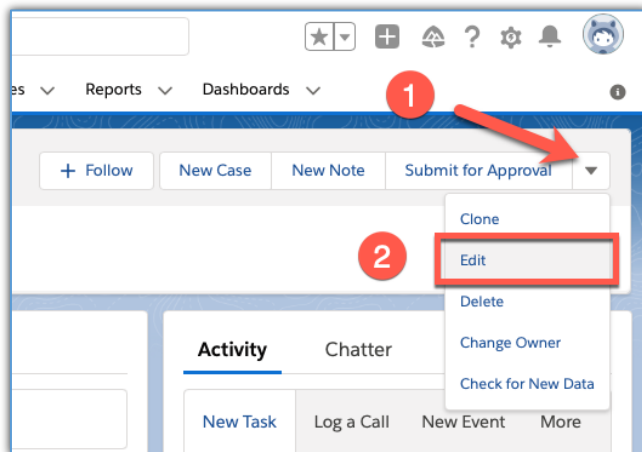 es Reports Dashboards
1
+ Follow New Case New Note Submit for Approval
Clone
2 Edit
Delete
Change Owner
Check for New Data
Activity Chatter
New Task Log a Call New Event More